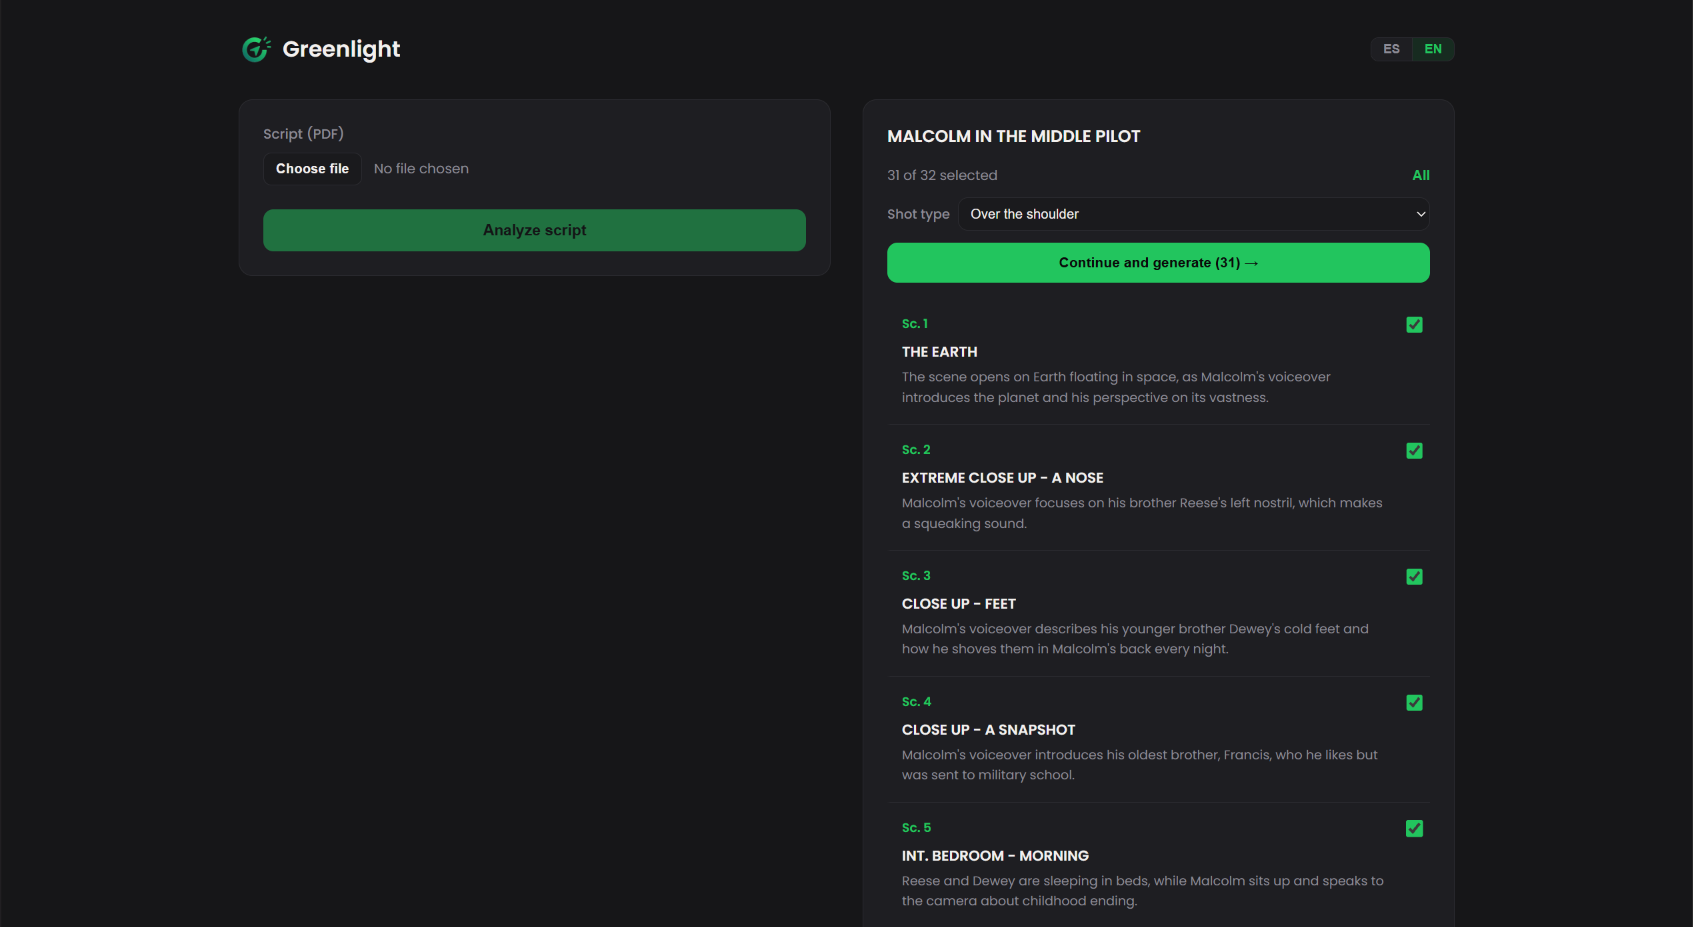 Greenlight
ES EN
Script (PDF)
Choose file No file chosen
Analyze script
MALCOLM IN THE MIDDLE PILOT
31 of 32 selected All
Shot type Over the shoulder
Continue and generate (31) →
Sc. 1
THE EARTH
The scene opens on Earth floating in space, as Malcolm's voiceover
introduces the planet and his perspective on its vastness.
Sc. 2
EXTREME CLOSE UP - A NOSE
Malcolm's voiceover focuses on his brother Reese's left nostril, which makes
a squeaking sound.
Sc. 3
CLOSE UP - FEET
Malcolm's voiceover describes his younger brother Dewey's cold feet and
how he shoves them in Malcolm's back every night.
Sc. 4
CLOSE UP - A SNAPSHOT
Malcolm's voiceover introduces his oldest brother, Francis, who he likes but
was sent to military school.
Sc. 5
INT. BEDROOM - MORNING
Reese and Dewey are sleeping in beds, while Malcolm sits up and speaks to
the camera about childhood ending.